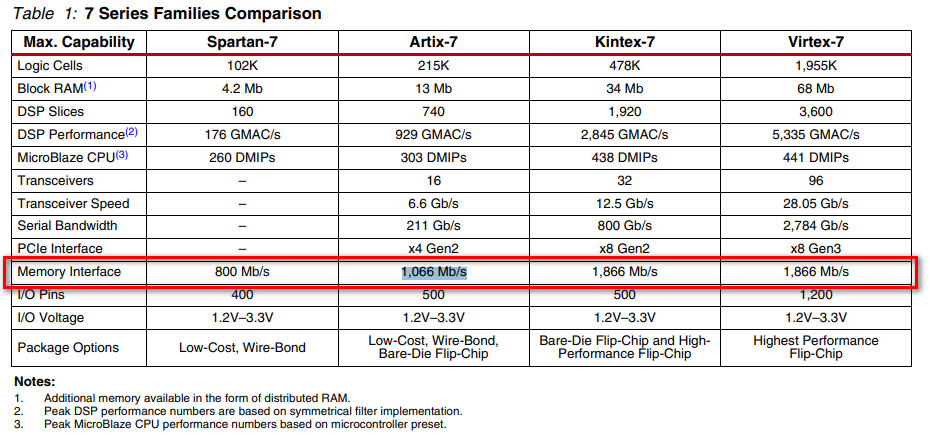 Table 1: 7 Series Families Comparison
Max. Capability Spartan-7 Artix-7 Kintex-7 Virtex-7
Logic Cells 102K 215K 478K 1,955K
Block RAM(1) 4.2 Mb 13 Mb 34 Mb 68 Mb
DSP Slices 160 740 1,920 3,600
DSP Performance(2) 176 GMAC/s 929 GMAC/s 2,845 GMAC/s 5,335 GMAC/s
MicroBlaze CPU(3) 260 DMIPs 303 DMIPs 438 DMIPs 441 DMIPs
Transceivers – 16 32 96
Transceiver Speed – 6.6 Gb/s 12.5 Gb/s 28.05 Gb/s
Serial Bandwidth – 211 Gb/s 800 Gb/s 2,784 Gb/s
PCIe Interface – x4 Gen2 x8 Gen2 x8 Gen3
Memory Interface 800 Mb/s 1,066 Mb/s 1,866 Mb/s 1,866 Mb/s
I/O Pins 400 500 500 1,200
I/O Voltage 1.2V–3.3V 1.2V–3.3V 1.2V–3.3V 1.2V–3.3V
Package Options Low-Cost, Wire-Bond Low-Cost, Wire-Bond, Bare-Die Flip-Chip Bare-Die Flip-Chip and High-Performance Flip-Chip Highest Performance Flip-Chip
Notes:
1. Additional memory available in the form of distributed RAM.
2. Peak DSP performance numbers are based on symmetrical filter implementation.
3. Peak MicroBlaze CPU performance numbers based on microcontroller preset.